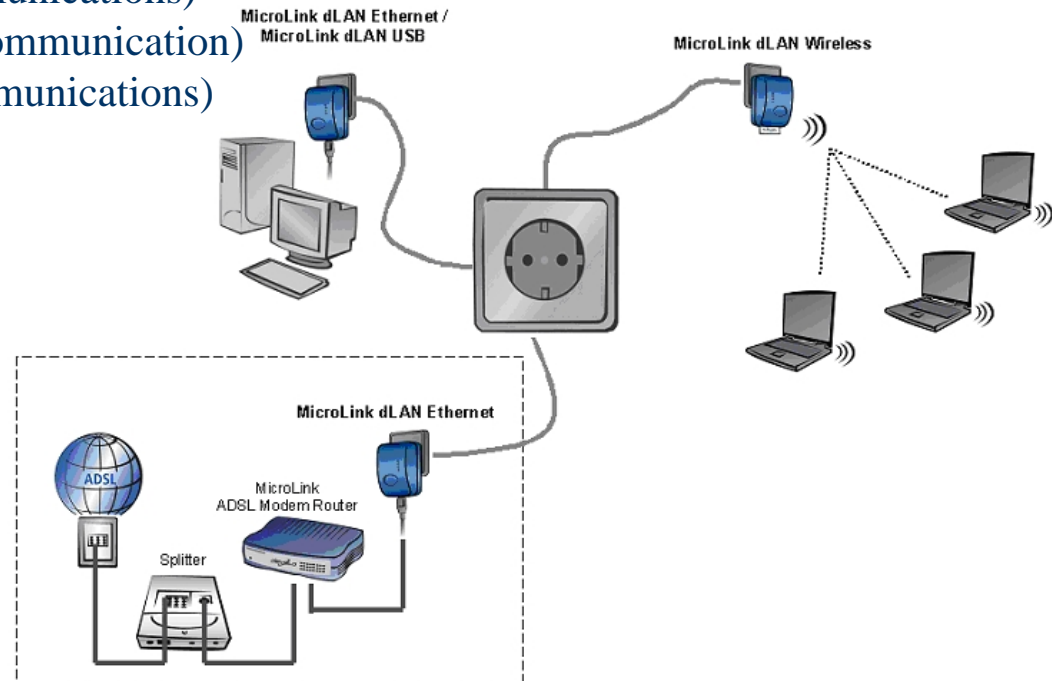 MicroLink dLAN Ethernet /
MicroLink dLAN USB
ommunication)
munications)
MicroLink dLAN Wireless
MicroLink dLAN Ethernet
ADSL
MicroLink
ADSL Modem Router
Splitter